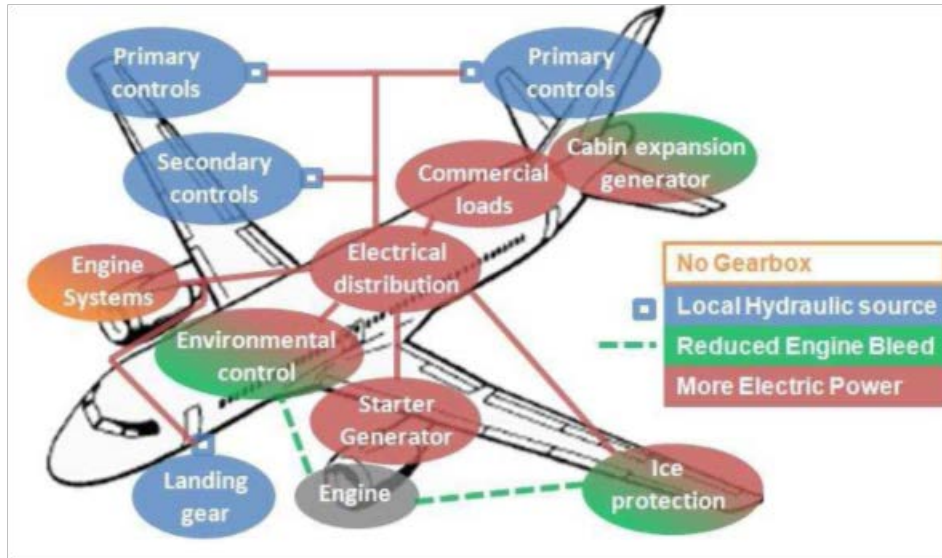 Primary
controls
Primary
controls
Secondary
controls
Commercial
loads
Cabin expansion
generator
Engine
Systems
Electrical
distribution
Environmental
control
Starter
Generator
Landing
gear
Engine
Ice
protection
No Gearbox
Local Hydraulic source
Reduced Engine Bleed
More Electric Power